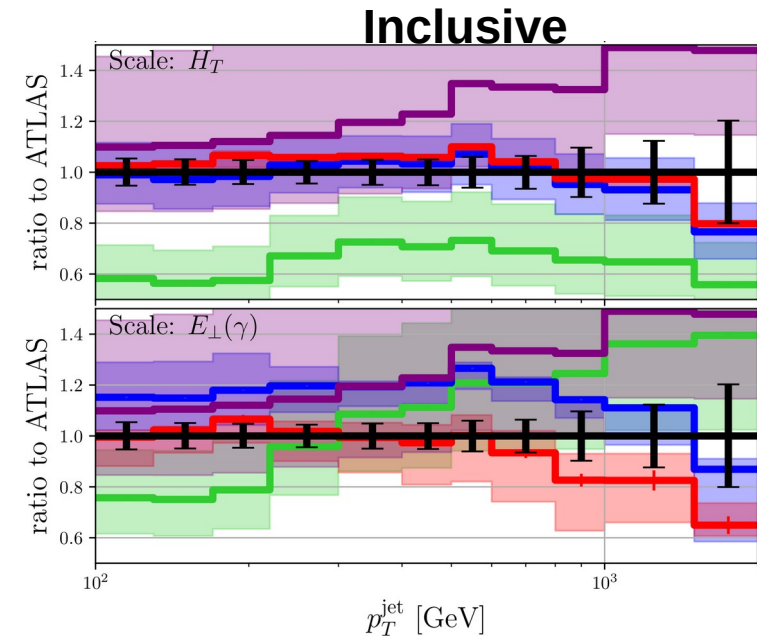 Inclusive
Scale: $H_T$
ratio to ATLAS
1.4
1.2
1.0
0.8
0.6
Scale: $E_\perp(\gamma)$
ratio to ATLAS
1.4
1.2
1.0
0.8
0.6
$10^2$
$10^3$
$p_T^{\mathrm{jet}}$ [GeV]